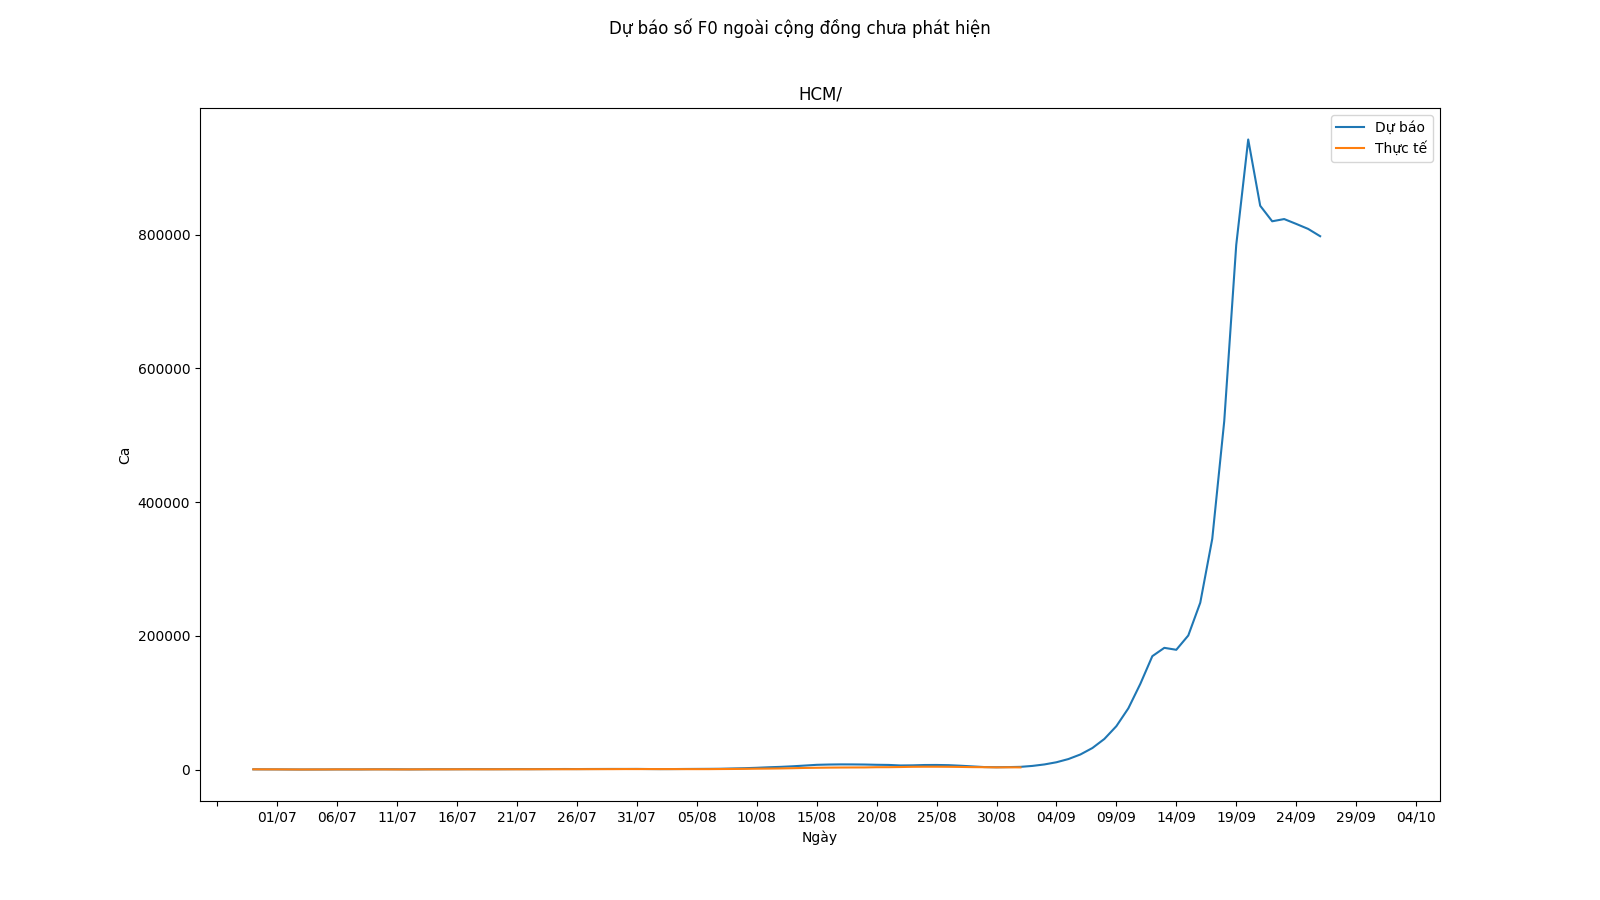 Dự báo số F0 ngoài cộng đồng chưa phát hiện
HCM/
Dự báo
Thực tế
800000
600000
400000
200000
0
Ca
01/07 06/07 11/07 16/07 21/07 26/07 31/07 05/08 10/08 15/08 20/08 25/08 30/08 04/09 09/09 14/09 19/09 24/09 29/09 04/10
Ngày